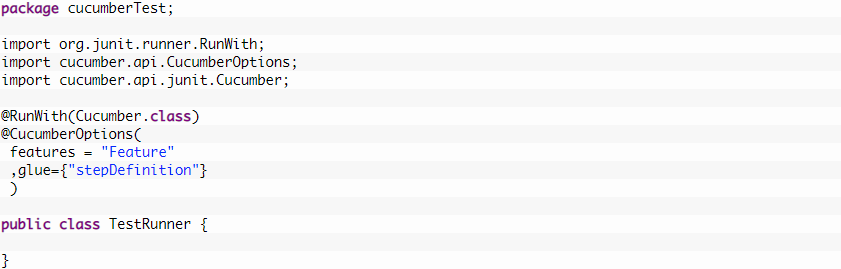 package cucumberTest;
import org.junit.runner.RunWith;
import cucumber.api.CucumberOptions;
import cucumber.api.junit.Cucumber;
@RunWith(Cucumber.class)
@CucumberOptions(
features = "Feature"
,glue={"stepDefinition"}
)
public class TestRunner {
}